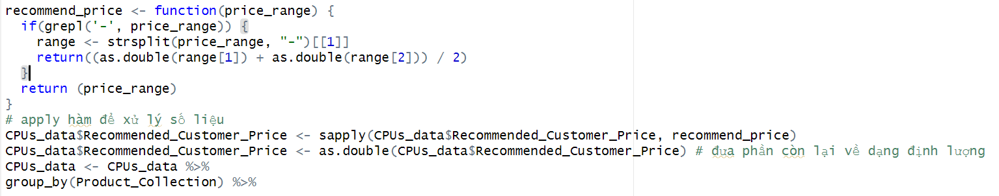 recommend_price <- function(price_range) {
  if(grepl('-', price_range)) {
    range <- strsplit(price_range, "-")[[1]]
    return((as.double(range[1]) + as.double(range[2])) / 2)
  }
  return (price_range)
}
# apply hàm để xử lý số liệu
CPUs_data$Recommended_Customer_Price <- sapply(CPUs_data$Recommended_Customer_Price, recommend_price)
CPUs_data$Recommended_Customer_Price <- as.double(CPUs_data$Recommended_Customer_Price) # đưa phần còn lại về dạng định lượng
CPUs_data <- CPUs_data %>%
group_by(Product_Collection) %>%